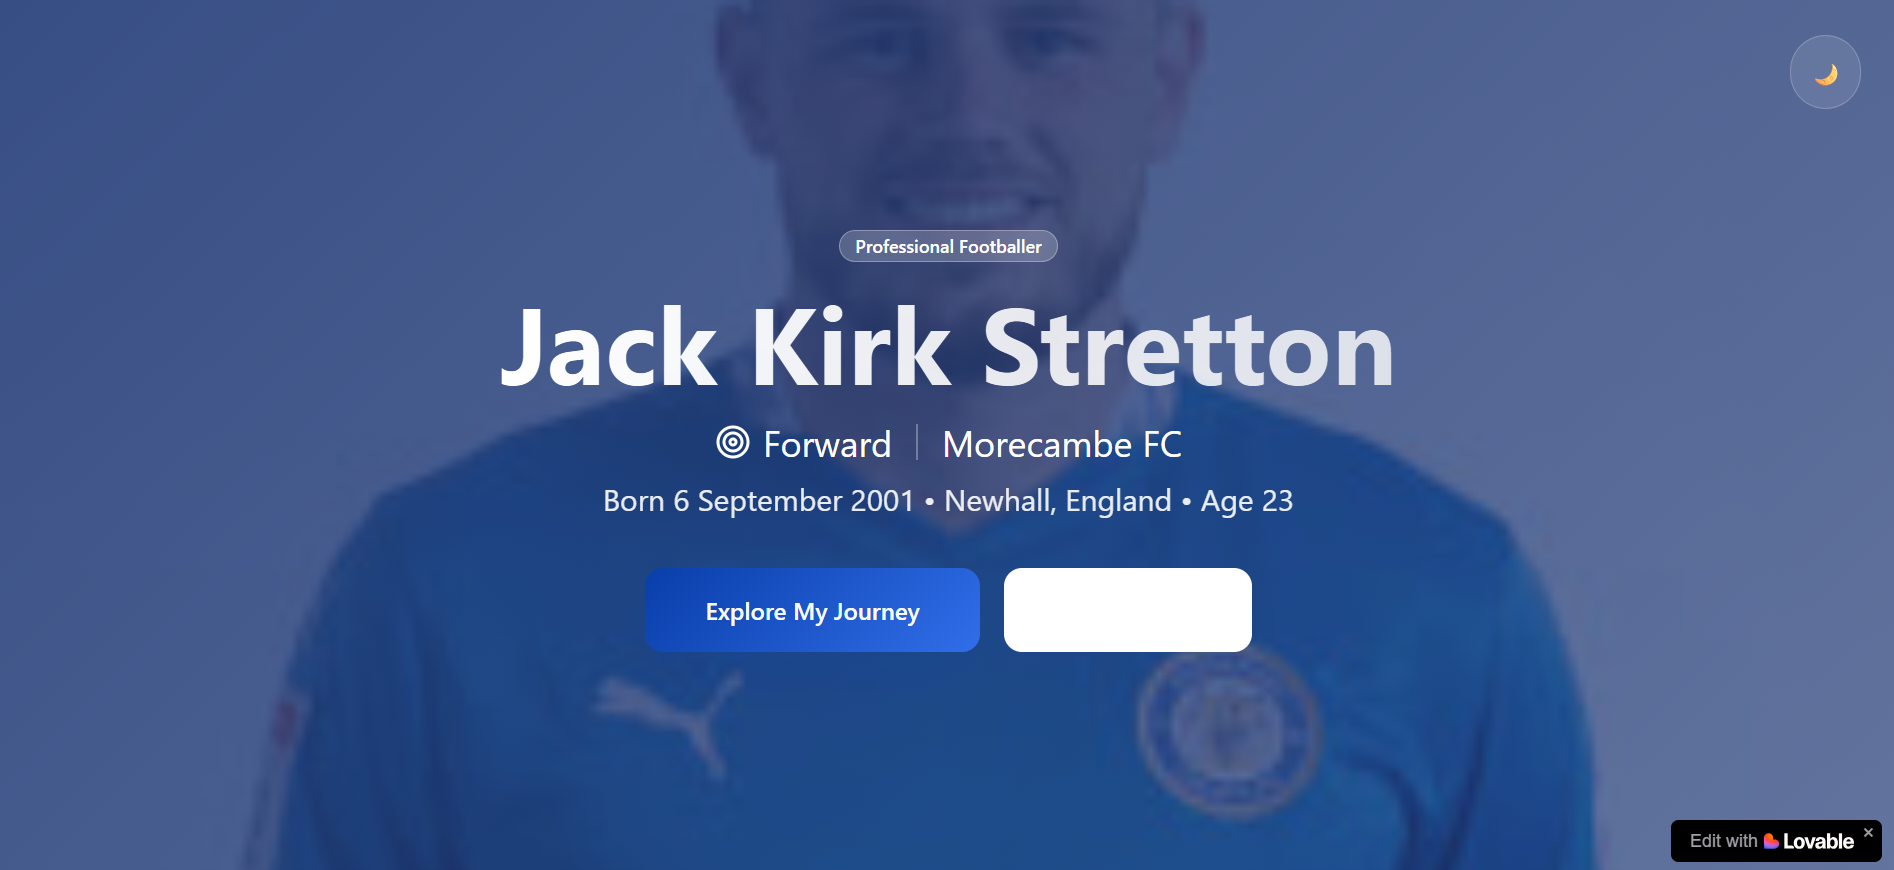 Professional Footballer
Jack Kirk Stretton
Forward
Morecambe FC
Born 6 September 2001 • Newhall, England • Age 23
Explore My Journey
Edit with Lovable